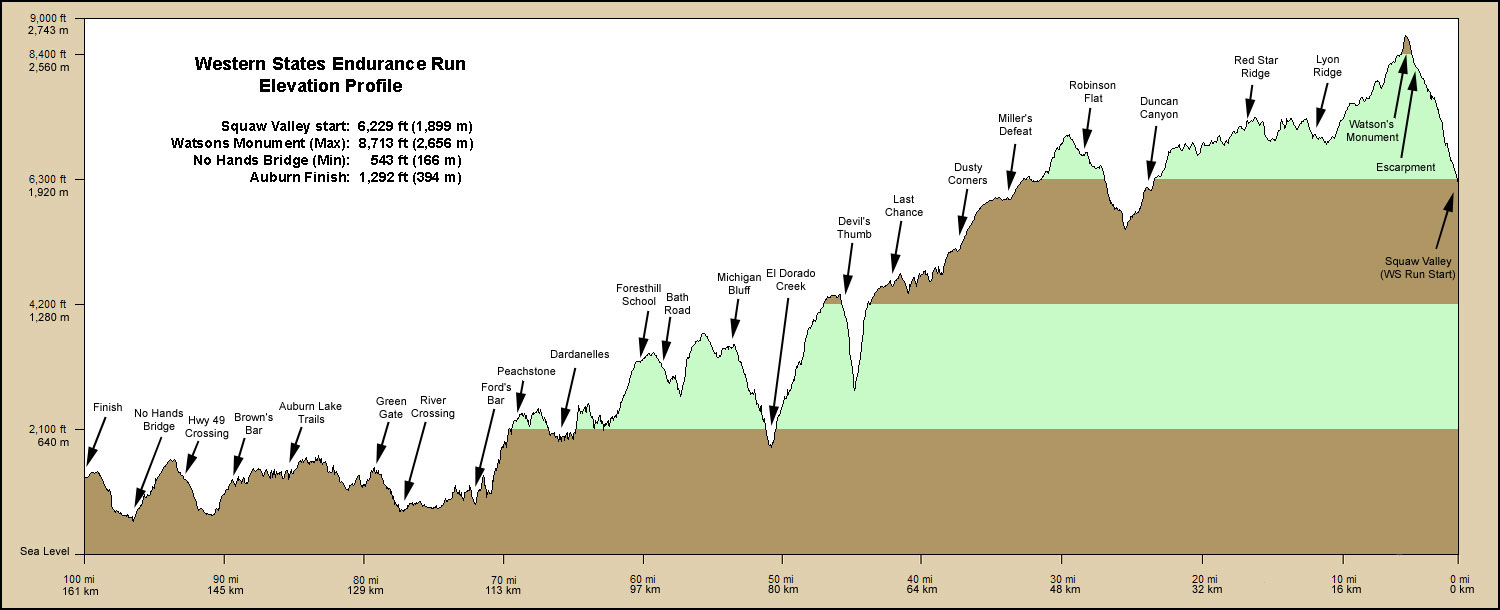 9,000 ft
2,743 m
8,400 ft
2,560 m
6,300 ft
1,920 m
4,200 ft
1,280 m
2,100 ft
640 m
Sea Level
Western States Endurance Run
Elevation Profile
Squaw Valley start: 6,229 ft (1,899 m)
Watsons Monument (Max): 8,713 ft (2,656 m)
No Hands Bridge (Min): 543 ft (166 m)
Auburn Finish: 1,292 ft (394 m)
Finish
No Hands
Bridge
Hwy 49
Crossing
Brown's
Bar
Auburn Lake
Trails
Green
Gate
River
Crossing
Ford's
Bar
Peachstone
Dardanelles
Foresthill
School
Bath
Road
Michigan
Bluff
El Dorado
Creek
Devil's
Thumb
Last
Chance
Dusty
Corners
Miller's
Defeat
Robinson
Flat
Duncan
Canyon
Red Star
Ridge
Lyon
Ridge
Watson's
Monument
Escarpment
Squaw Valley
(WS Run Start)
100 mi
161 km
90 mi
145 km
80 mi
129 km
70 mi
113 km
60 mi
97 km
50 mi
80 km
40 mi
64 km
30 mi
48 km
20 mi
32 km
10 mi
16 km
0 mi
0 km